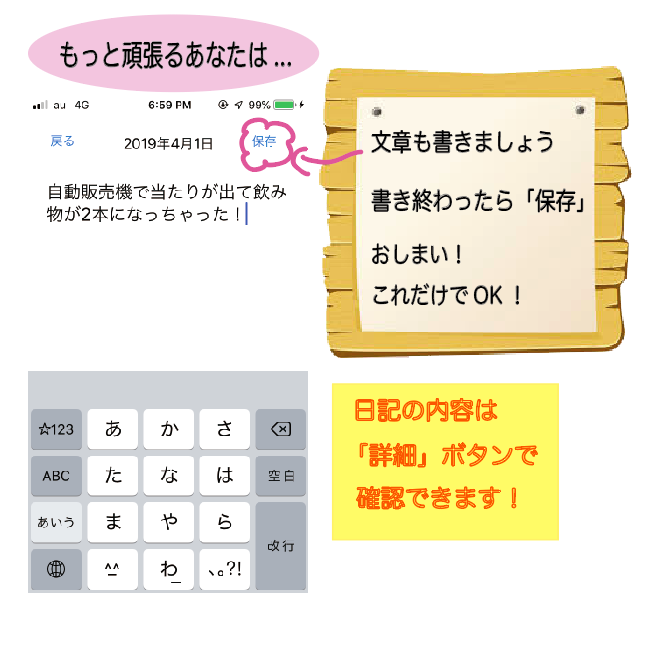 もっと頑張るあなたは...
au 4G 6:59 PM 99%
戻る 2019年4月1日 保存
自動販売機で当たりが出て飲み
物が2本になっちゃった！
文章も書きましょう
書き終わったら「保存」
おしまい！
これだけでOK！
☆123 あ か さ
ABC た な は 空白
あいう ま や ら
改行
^^ わ 、。?!
日記の内容は
「詳細」ボタンで
確認できます！